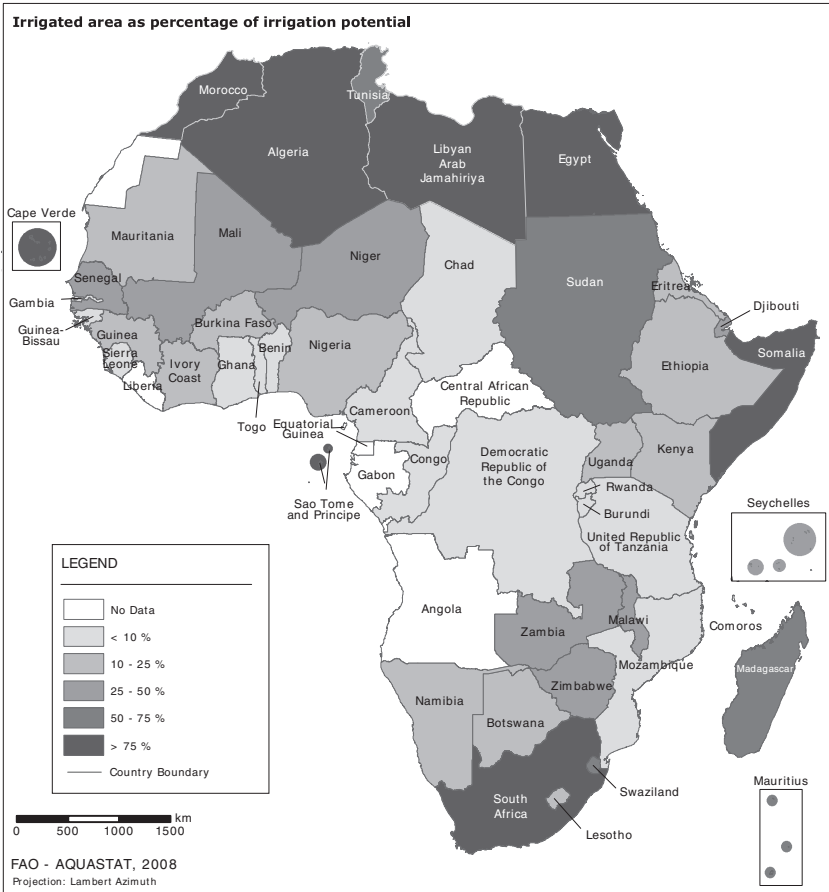 Irrigated area as percentage of irrigation potential
Morocco
Tunisia
Algeria
Libyan
Arab
Jamahiriya
Egypt
Cape Verde
Mauritania
Mali
Niger
Chad
Sudan
Eritrea
Djibouti
Senegal
Gambia
Guinea-
Bissau
Guinea
Sierra
Leone
Liberia
Ivory
Coast
Burkina Faso
Ghana
Togo
Benin
Nigeria
Cameroon
Central African
Republic
Ethiopia
Somalia
Equatorial
Guinea
Gabon
Congo
Democratic
Republic of
the Congo
Uganda
Kenya
Rwanda
Burundi
United Republic
of Tanzania
Sao Tome
and Principe
Seychelles
Comoros
Angola
Zambia
Malawi
Mozambique
Madagascar
Zimbabwe
Namibia
Botswana
South
Africa
Swaziland
Lesotho
Mauritius
LEGEND
No Data
< 10 %
10 - 25 %
25 - 50 %
50 - 75 %
> 75 %
Country Boundary
km
0 500 1000 1500
FAO - AQUASTAT, 2008
Projection: Lambert Azimuth